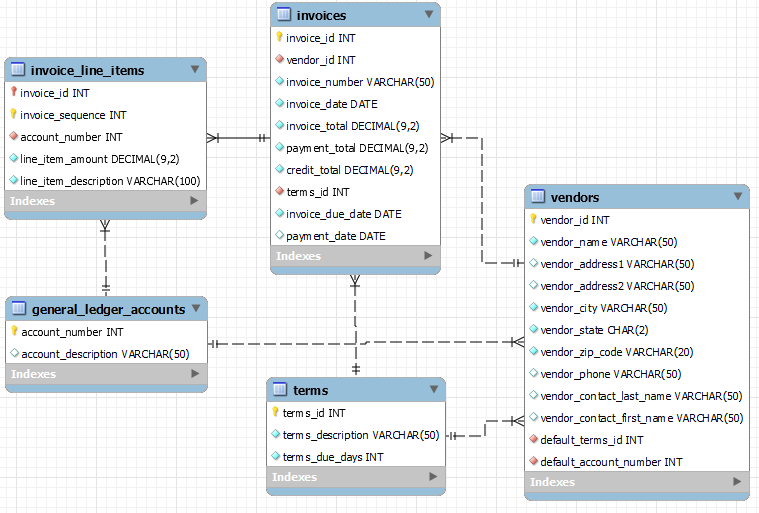 invoices
invoice_id INT
vendor_id INT
invoice_number VARCHAR(50)
invoice_date DATE
invoice_total DECIMAL(9,2)
payment_total DECIMAL(9,2)
credit_total DECIMAL(9,2)
terms_id INT
invoice_due_date DATE
payment_date DATE
Indexes
invoice_line_items
invoice_id INT
invoice_sequence INT
account_number INT
line_item_amount DECIMAL(9,2)
line_item_description VARCHAR(100)
Indexes
vendors
vendor_id INT
vendor_name VARCHAR(50)
vendor_address1 VARCHAR(50)
vendor_address2 VARCHAR(50)
vendor_city VARCHAR(50)
vendor_state CHAR(2)
vendor_zip_code VARCHAR(20)
vendor_phone VARCHAR(50)
vendor_contact_last_name VARCHAR(50)
vendor_contact_first_name VARCHAR(50)
default_terms_id INT
default_account_number INT
Indexes
general_ledger_accounts
account_number INT
account_description VARCHAR(50)
Indexes
terms
terms_id INT
terms_description VARCHAR(50)
terms_due_days INT
Indexes